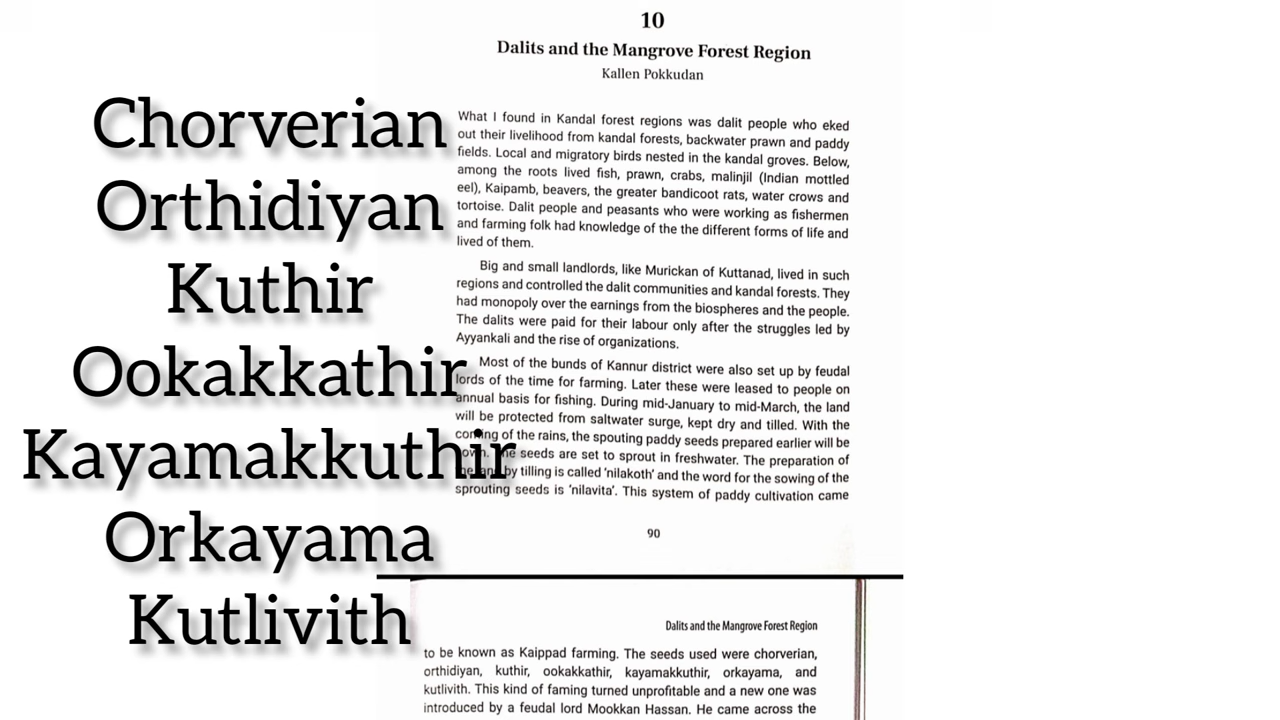 Chorverian
Orthidiyan
Kuthir
Ookakkathir
Kayamakkuthir
Orkayama
Kutlivith
10
Dalits and the Mangrove Forest Region
Kallen Pokkudan
What I found in Kandal forest regions was dalit people who eked
out their livelihood from kandal forests, backwater prawn and paddy
fields. Local and migratory birds nested in the kandal groves. Below,
among the roots lived fish, prawn, crabs, malinjil (Indian mottled
eel), Kaipamb, beavers, the greater bandicoot rats, water crows and
tortoise. Dalit people and peasants who were working as fishermen
and farming folk had knowledge of the the different forms of life and
lived of them.
Big and small landlords, like Murickan of Kuttanad, lived in such
regions and controlled the dalit communities and kandal forests. They
had monopoly over the earnings from the biospheres and the people.
The dalits were paid for their labour only after the struggles led by
Ayyankali and the rise of organizations.
Most of the bunds of Kannur district were also set up by feudal
lords of the time for farming. Later these were leased to people on
annual basis for fishing. During mid-January to mid-March, the land
will be protected from saltwater surge, kept dry and tilled. With the
coming of the rains, the spouting paddy seeds prepared earlier will be
The seeds are set to sprout in freshwater. The preparation of
by tilling is called ‘nilakoth’ and the word for the sowing of the
sprouting seeds is ‘nilavita’. This system of paddy cultivation came
90
Dalits and the Mangrove Forest Region
to be known as Kaippad farming. The seeds used were chorverian,
orthidiyan, kuthir, ookakkathir, kayamakkuthir, orkayama, and
kutlivith. This kind of faming turned unprofitable and a new one was
introduced by a feudal lord Mookkan Hassan. He came across the